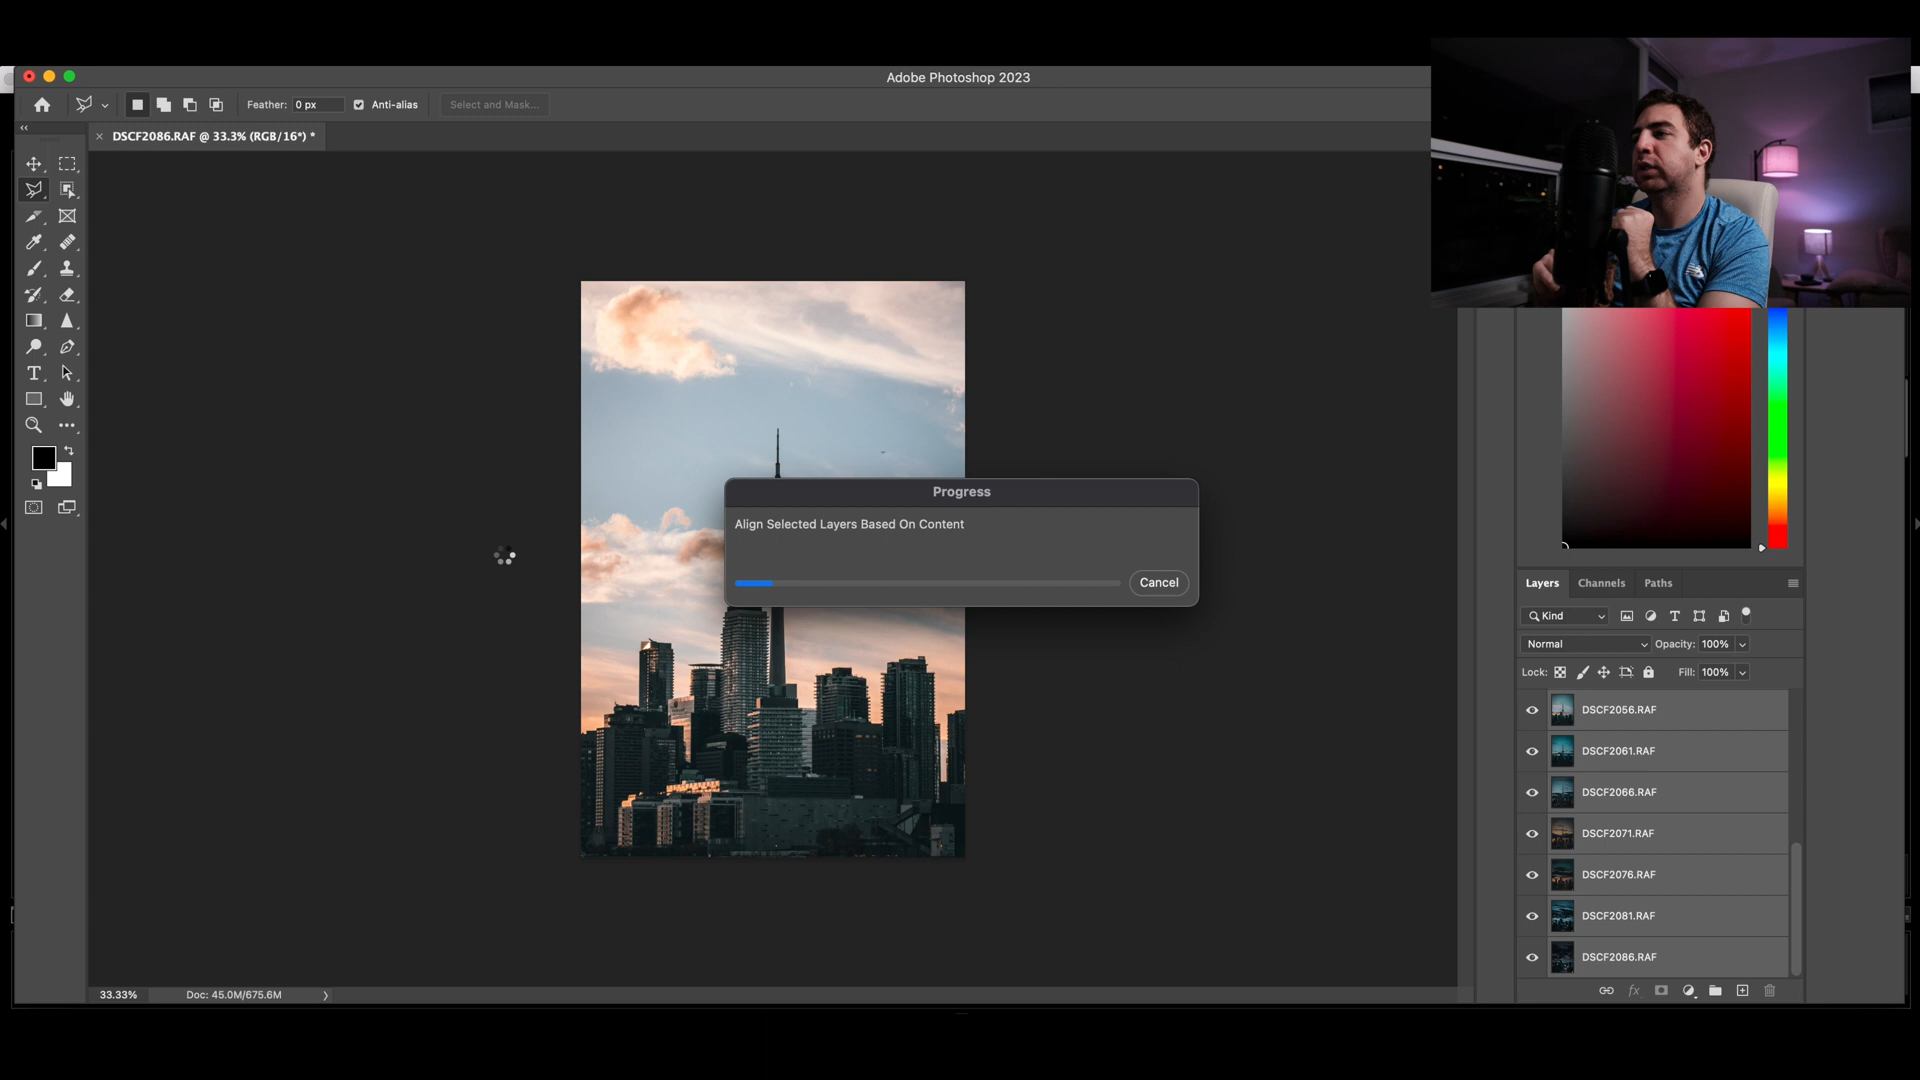 Adobe Photoshop 2023
Feather: 0 px Anti-alias Select and Mask...
DSCF2086.RAF @ 33.3% (RGB/16*) *
Progress
Align Selected Layers Based On Content
Cancel
Layers Channels Paths
Kind
Normal Opacity: 100%
Lock: Fill: 100%
DSCF2056.RAF
DSCF2061.RAF
DSCF2066.RAF
DSCF2071.RAF
DSCF2076.RAF
DSCF2081.RAF
DSCF2086.RAF
33.33% Doc: 45.0M/675.6M